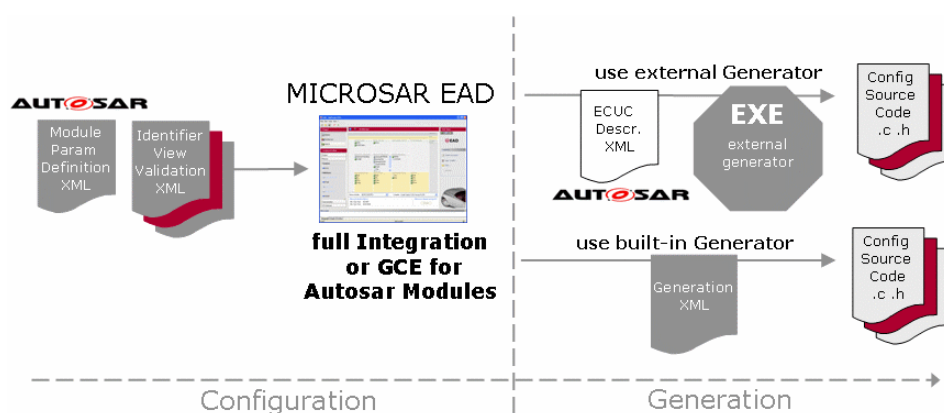 AUTOSAR
Module
Param
Definition
XML
Identifier
View
Validation
XML
MICROSAR EAD
EAD
full Integration
or GCE for
Autosar Modules
use external Generator
ECUC
Descr.
XML
AUTOSAR
EXE
external
generator
Config
Source
Code
.c .h
use built-in Generator
Generation
XML
Config
Source
Code
.c .h
Configuration
Generation